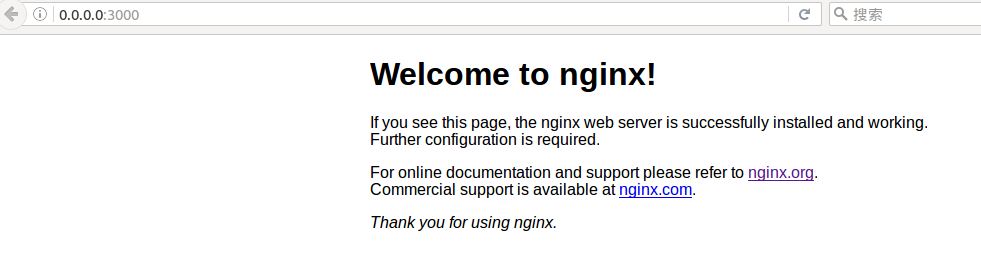 0.0.0.0:3000
搜索
Welcome to nginx!
If you see this page, the nginx web server is successfully installed and working.
Further configuration is required.
For online documentation and support please refer to nginx.org.
Commercial support is available at nginx.com.
Thank you for using nginx.